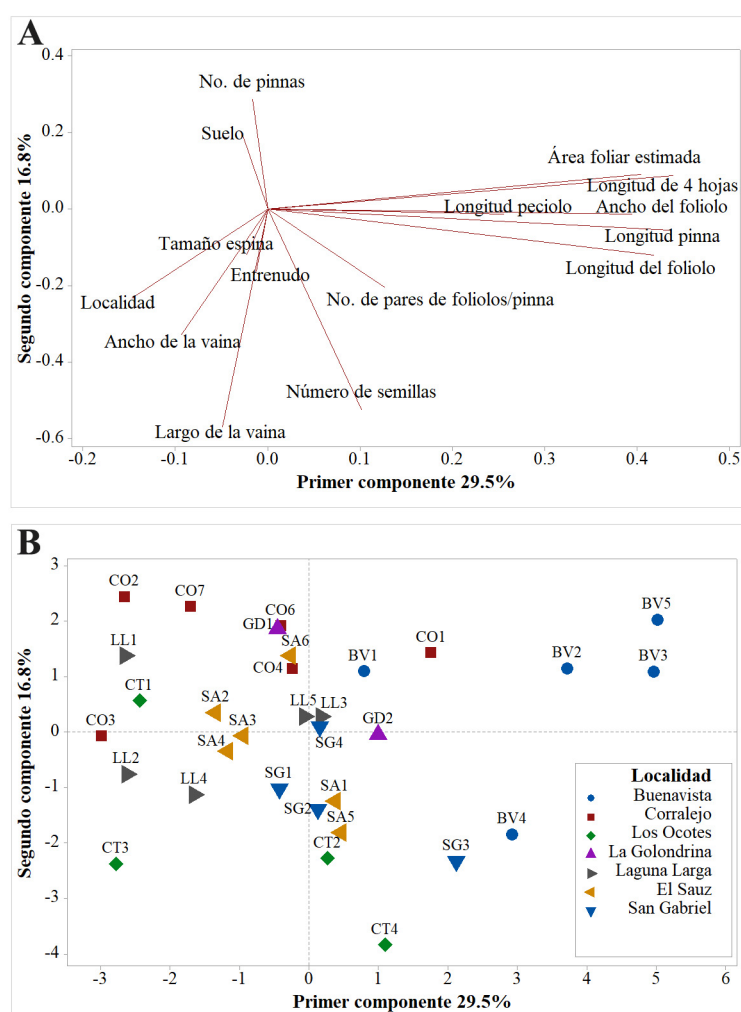 A
0.4
0.2
0.0
-0.2
-0.4
-0.6
Segundo componente 16.8%
No. de pinnas
Suelo
Área foliar estimada
Longitud de 4 hojas
Longitud peciolo
Ancho del foliolo
Longitud pinna
Tamaño espina
Entrenudo
Longitud del foliolo
Localidad
No. de pares de foliolos/pinna
Ancho de la vaina
Número de semillas
Largo de la vaina
-0.2
-0.1
0.0
0.1
0.2
0.3
0.4
0.5
Primer componente 29.5%
B
3
2
1
0
-1
-2
-3
-4
Segundo componente 16.8%
CO2
CO7
CO6
GD1
BV5
LL1
SA6
CO1
CO4
BV1
BV2
BV3
CT1
SA2
LL5
LL3
GD2
CO3
SA3
SA4
SG4
LL2
LL4
SG1
SA1
SG2
SA5
BV4
CT3
CT2
SG3
CT4
Localidad
Buenavista
Corralejo
Los Ocotes
La Golondrina
Laguna Larga
El Sauz
San Gabriel
-3
-2
-1
0
1
2
3
4
5
6
Primer componente 29.5%